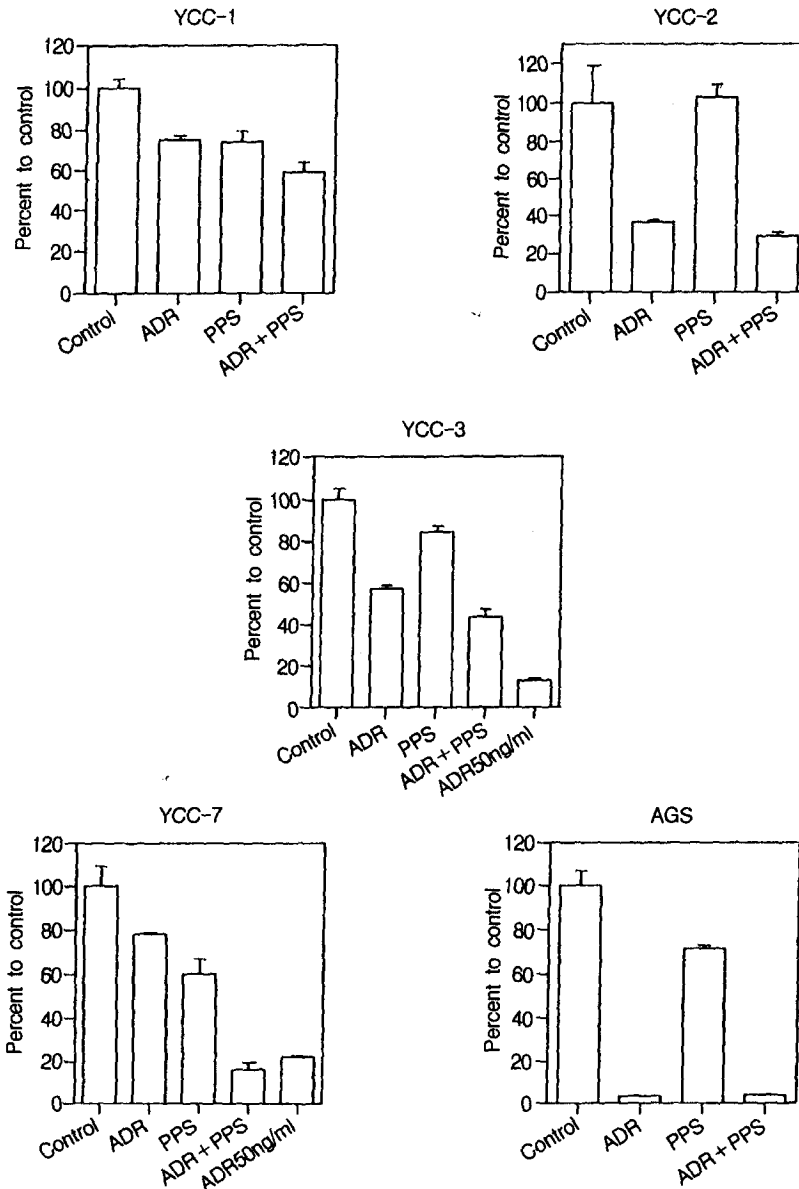 YCC-1
Percent to control
120
100
80
60
40
20
0
Control
ADR
PPS
ADR + PPS
YCC-2
Percent to control
120
100
80
60
40
20
0
Control
ADR
PPS
ADR + PPS
YCC-3
Percent to control
120
100
80
60
40
20
0
Control
ADR
PPS
ADR + PPS
ADR50ng/ml
YCC-7
Percent to control
120
100
80
60
40
20
0
Control
ADR
PPS
ADR + PPS
ADR50ng/ml
AGS
Percent to control
120
100
80
60
40
20
0
Control
ADR
PPS
ADR + PPS